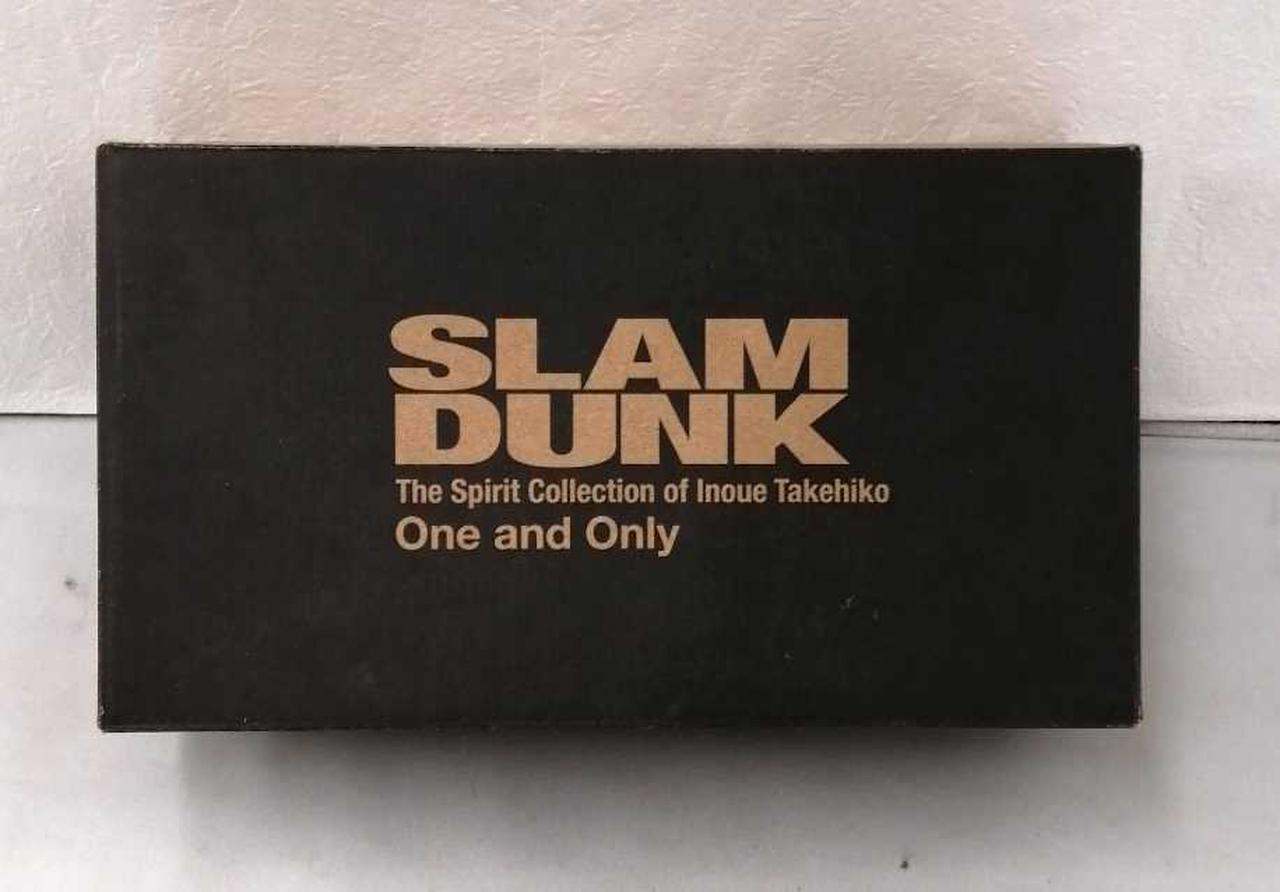 SLAM
DUNK
The Spirit Collection of Inoue Takehiko
One and Only